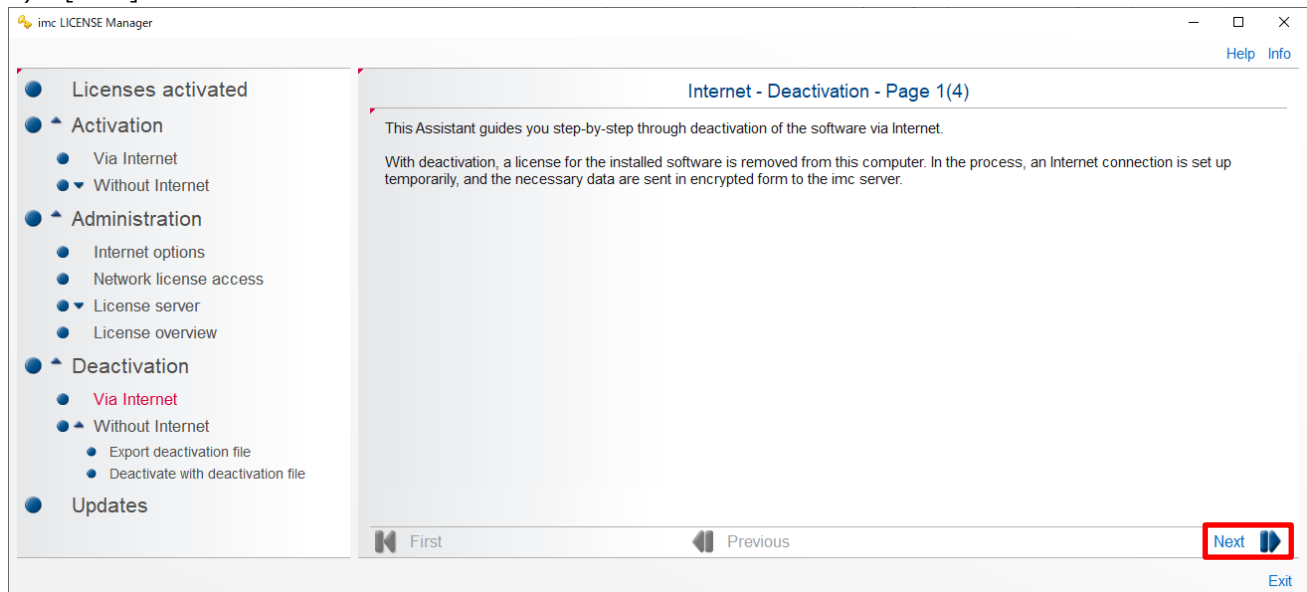 imc LICENSE Manager
Help Info
Licenses activated
Activation
Via Internet
Without Internet
Administration
Internet options
Network license access
License server
License overview
Deactivation
Via Internet
Without Internet
Export deactivation file
Deactivate with deactivation file
Updates
Internet - Deactivation - Page 1(4)
This Assistant guides you step-by-step through deactivation of the software via Internet.
With deactivation, a license for the installed software is removed from this computer. In the process, an Internet connection is set up
temporarily, and the necessary data are sent in encrypted form to the imc server.
First Previous Next
Exit